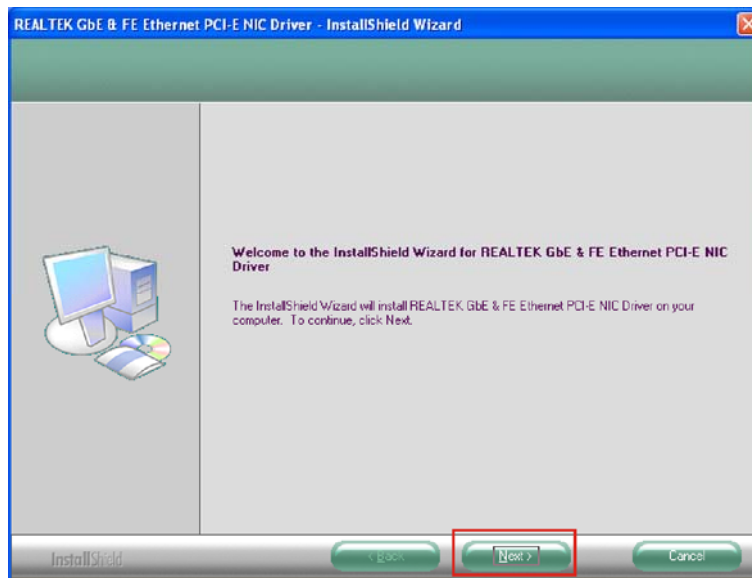 REALTEK GbE & FE Ethernet PCI-E NIC Driver - InstallShield Wizard
Welcome to the InstallShield Wizard for REALTEK GbE & FE Ethernet PCI-E NIC
Driver
The InstallShield Wizard will install REALTEK GbE & FE Ethernet PCI-E NIC Driver on your
computer. To continue, click Next.
InstallShield
< Back
Next >
Cancel